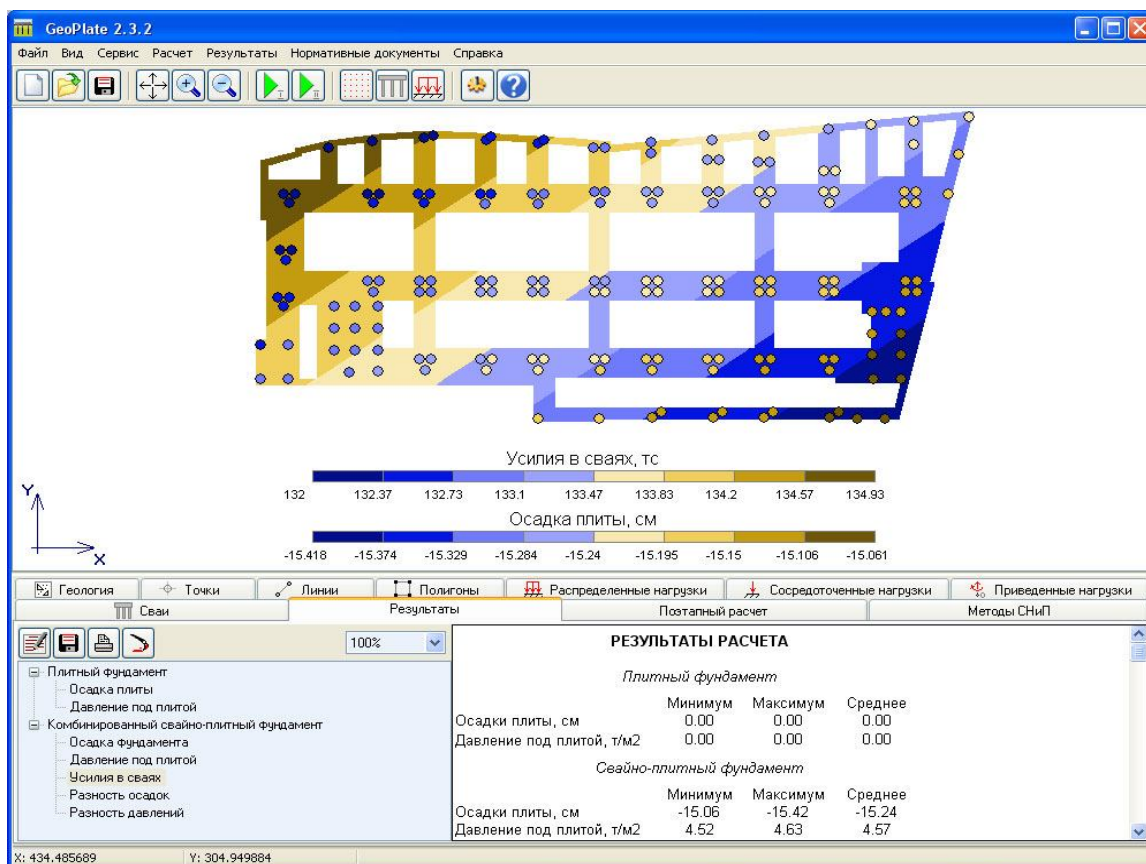 GeoPlate 2.3.2
Файл Вид Сервис Расчет Результаты Нормативные документы Справка
I II
Усилия в сваях, тс
132 132.37 132.73 133.1 133.47 133.83 134.2 134.57 134.93
Осадка плиты, см
-15.418 -15.374 -15.329 -15.284 -15.24 -15.195 -15.15 -15.106 -15.061
Y
X
Геология Точки Линии Полигоны Распределенные нагрузки Сосредоточенные нагрузки Приведенные нагрузки
Сваи Результаты Поэтапный расчет Методы СНиП
100%
Плитный фундамент
Осадка плиты
Давление под плитой
Комбинированный свайно-плитный фундамент
Осадка фундамента
Давление под плитой
Усилия в сваях
Разность осадок
Разность давлений
РЕЗУЛЬТАТЫ РАСЧЕТА
Плитный фундамент
Минимум Максимум Среднее
Осадки плиты, см 0.00 0.00 0.00
Давление под плитой, т/м2 0.00 0.00 0.00
Свайно-плитный фундамент
Минимум Максимум Среднее
Осадки плиты, см -15.06 -15.42 -15.24
Давление под плитой, т/м2 4.52 4.63 4.57
X: 434.485689 Y: 304.949884